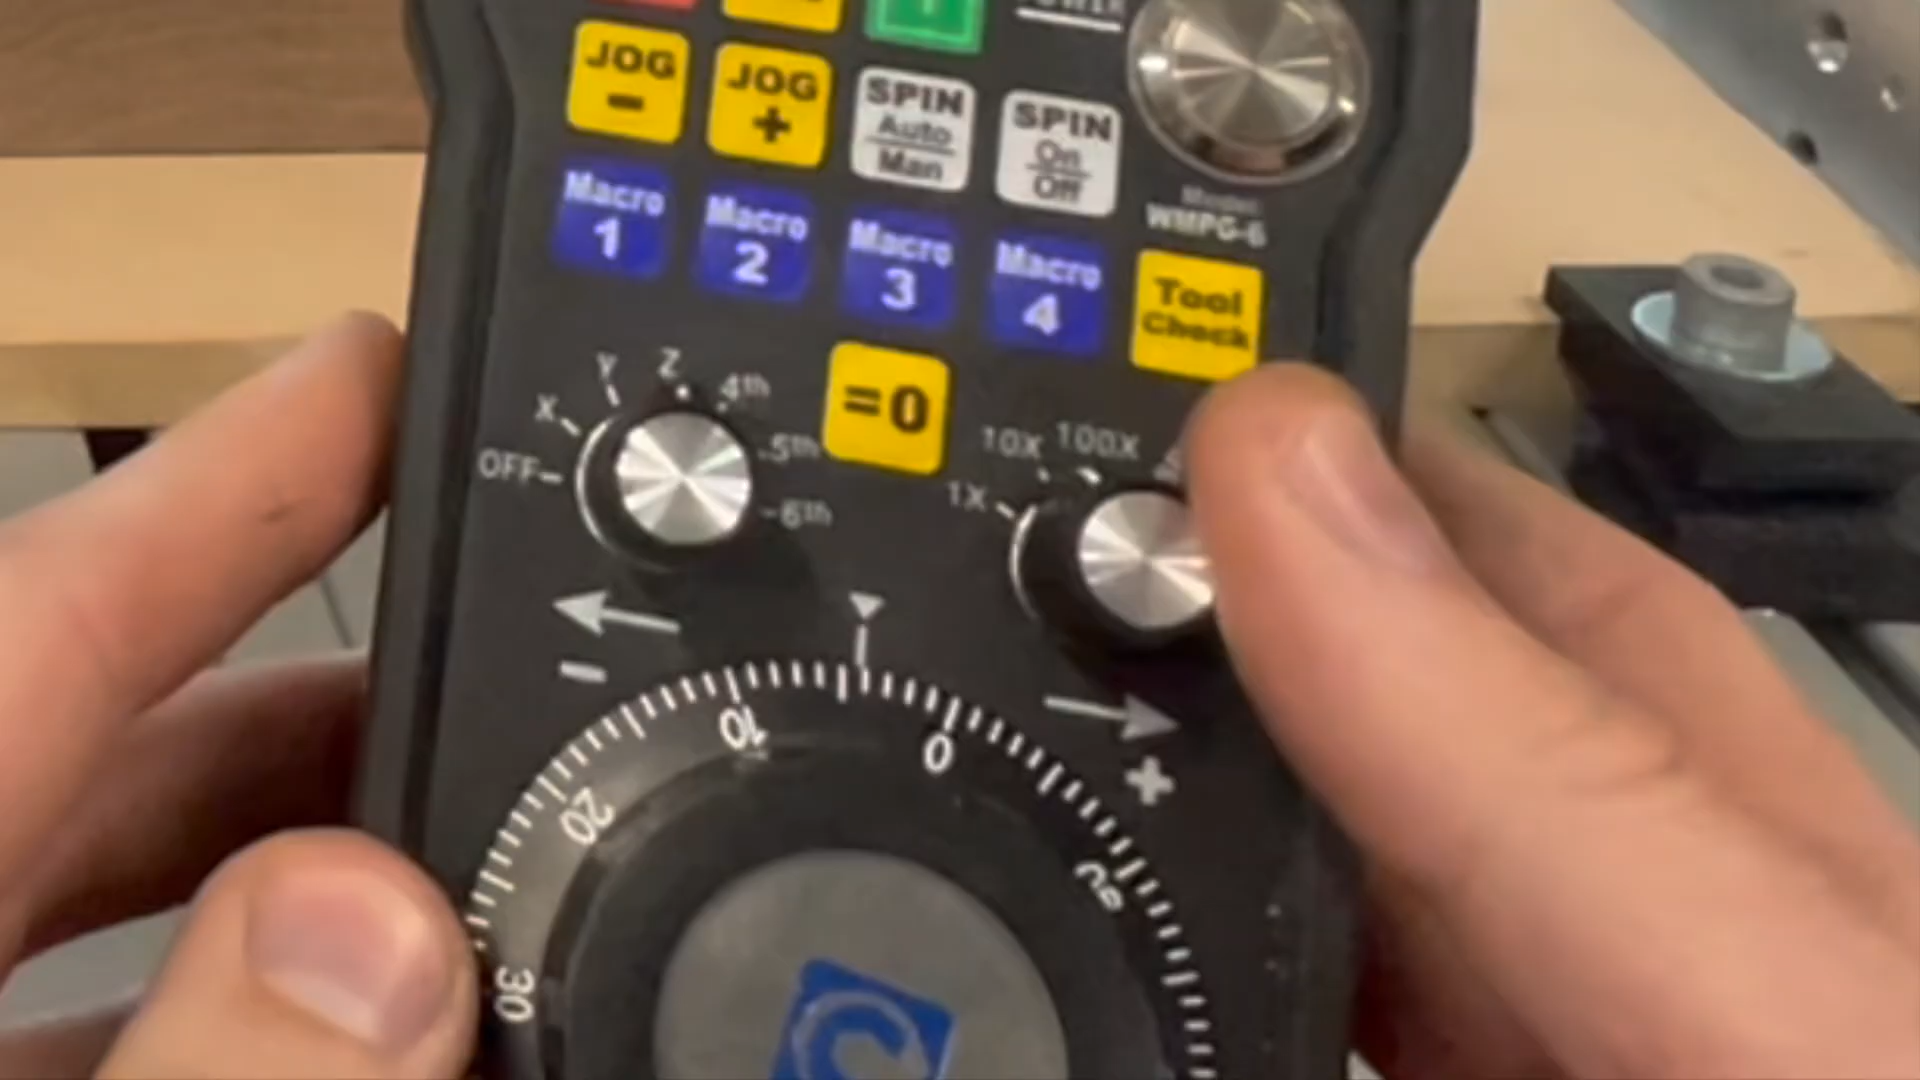 JOG
-
JOG
+
SPIN
Auto
Man
SPIN
On
Off
WMPG-6
Macro
1
Macro
2
Macro
3
Macro
4
Tool
Check
=0
OFF
X
Y
Z
4th
5th
6th
1X
10X
100X
-
+
30
20
10
0